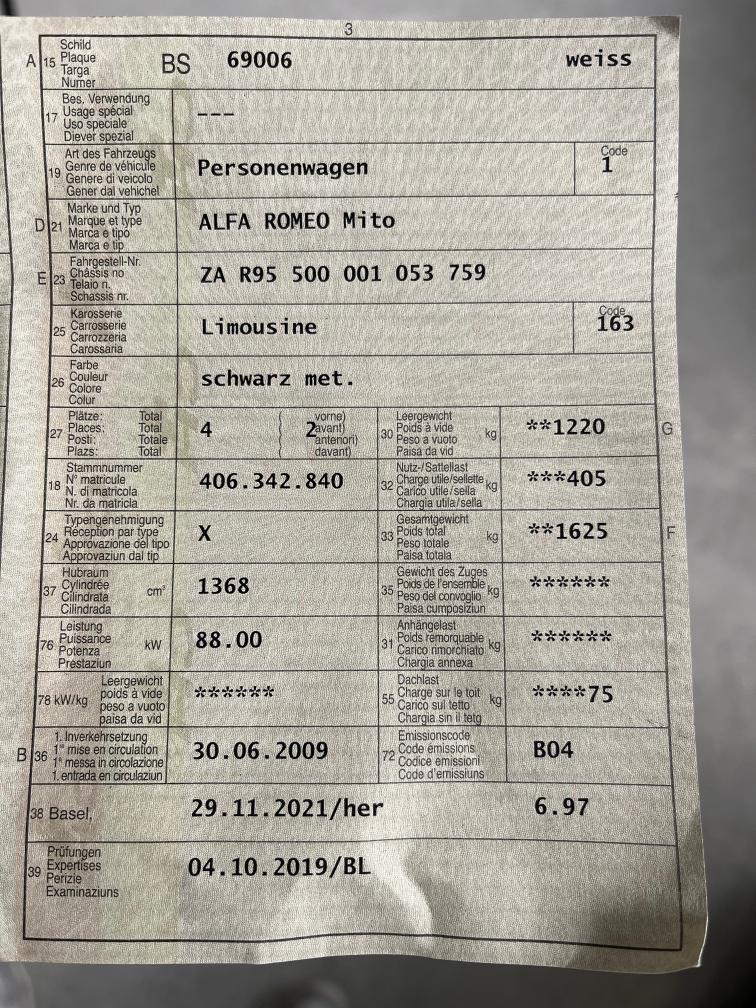 3
A 15 Schild
Plaque
Targa
Numer
BS 69006 weiss
17 Bes. Verwendung
Usage spécial
Uso speciale
Diever spezial
---
19 Art des Fahrzeugs
Genre de véhicule
Genere di veicolo
Gener dal vehichel
Personenwagen
Code
1
D 21 Marke und Typ
Marque et type
Marca e tipo
Marca e tip
ALFA ROMEO Mito
E 23 Fahrgestell-Nr.
Châssis no
Telaio n.
Schassis nr.
ZA R95 500 001 053 759
25 Karosserie
Carrosserie
Carrozzeria
Carossaria
Limousine
Code
163
26 Farbe
Couleur
Colore
Colur
schwarz met.
27 Plätze: Total
Places: Total
Posti: Totale
Plazs: Total
4
( vorne)
2 avant)
anteriori)
( davant)
30 Leergewicht
Poids à vide
Peso a vuoto
Paisa da vid
kg
**1220
G
18 Stammnummer
N° matricule
N. di matricola
Nr. da matricla
406.342.840
32 Nutz-/Sattellast
Charge utile/sellette
Carico utile/sella
Chargia utila/sella
kg
***405
24 Typengenehmigung
Réception par type
Approvazione del tipo
Approvaziun dal tip
X
33 Gesamtgewicht
Poids total
Peso totale
Paisa totala
kg
**1625
F
37 Hubraum
Cylindrée
Cilindrata
Cilindrada
cm³
1368
35 Gewicht des Zuges
Poids de l'ensemble
Peso del convoglio
Paisa cumposiziun
kg
******
76 Leistung
Puissance
Potenza
Prestaziun
kW
88.00
31 Anhängelast
Poids remorquable
Carico rimorchiato
Chargia annexa
kg
******
78 kW/kg
Leergewicht
poids à vide
peso a vuoto
paisa da vid
******
55 Dachlast
Charge sur le toit
Carico sul tetto
Chargia sin il tetg
kg
****75
B 36 1. Inverkehrsetzung
1re mise en circulation
1a messa in circolazione
1. entrada en circulaziun
30.06.2009
72 Emissionscode
Code émissions
Codice emissioni
Code d'emissiuns
B04
38 Basel, 29.11.2021/her 6.97
39 Prüfungen
Expertises
Perizie
Examinaziuns
04.10.2019/BL